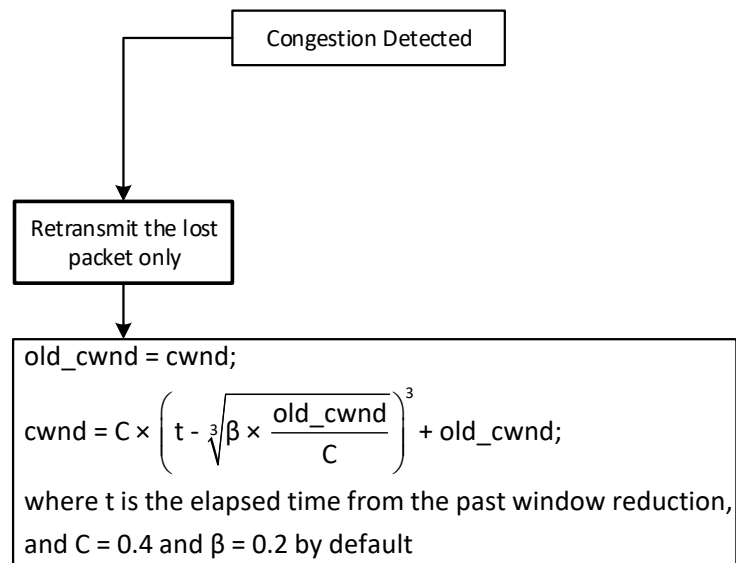 Congestion Detected
Retransmit the lost
packet only
old_cwnd = cwnd;
cwnd = C × (t - ∛(β × old_cwnd/C))³ + old_cwnd;
where t is the elapsed time from the past window reduction,
and C = 0.4 and β = 0.2 by default